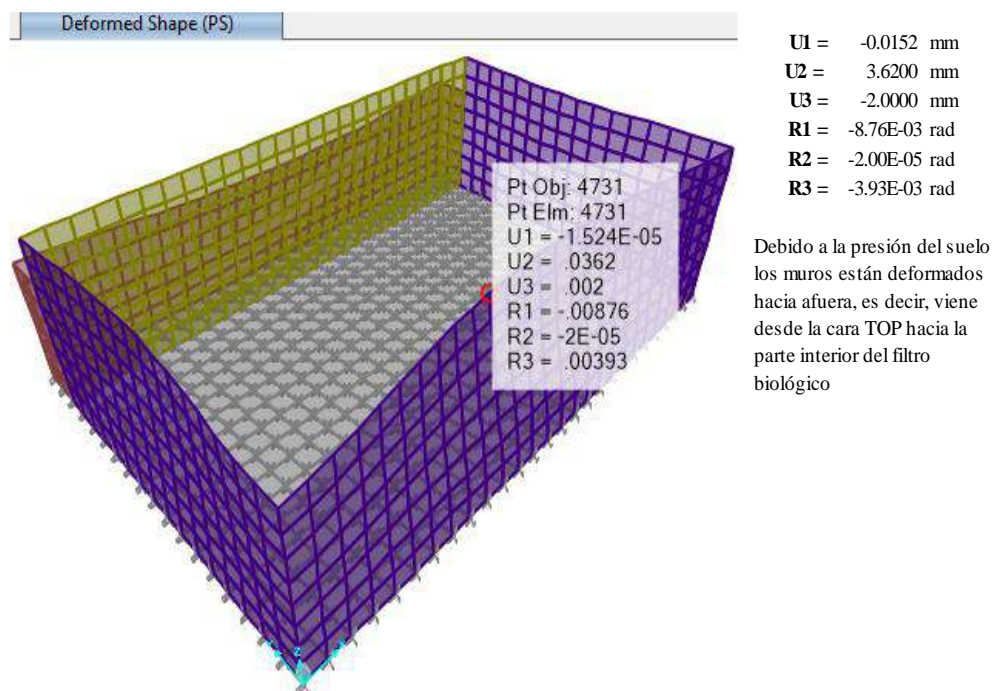 Deformed Shape (PS)
Pt Obj: 4731
Pt Elm: 4731
U1 = -1.524E-05
U2 = .0362
U3 = .002
R1 = -.00876
R2 = -2E-05
R3 = .00393
U1 = -0.0152 mm
U2 = 3.6200 mm
U3 = -2.0000 mm
R1 = -8.76E-03 rad
R2 = -2.00E-05 rad
R3 = -3.93E-03 rad
Debido a la presión del suelo
los muros están deformados
hacia afuera, es decir, viene
desde la cara TOP hacia la
parte interior del filtro
biológico